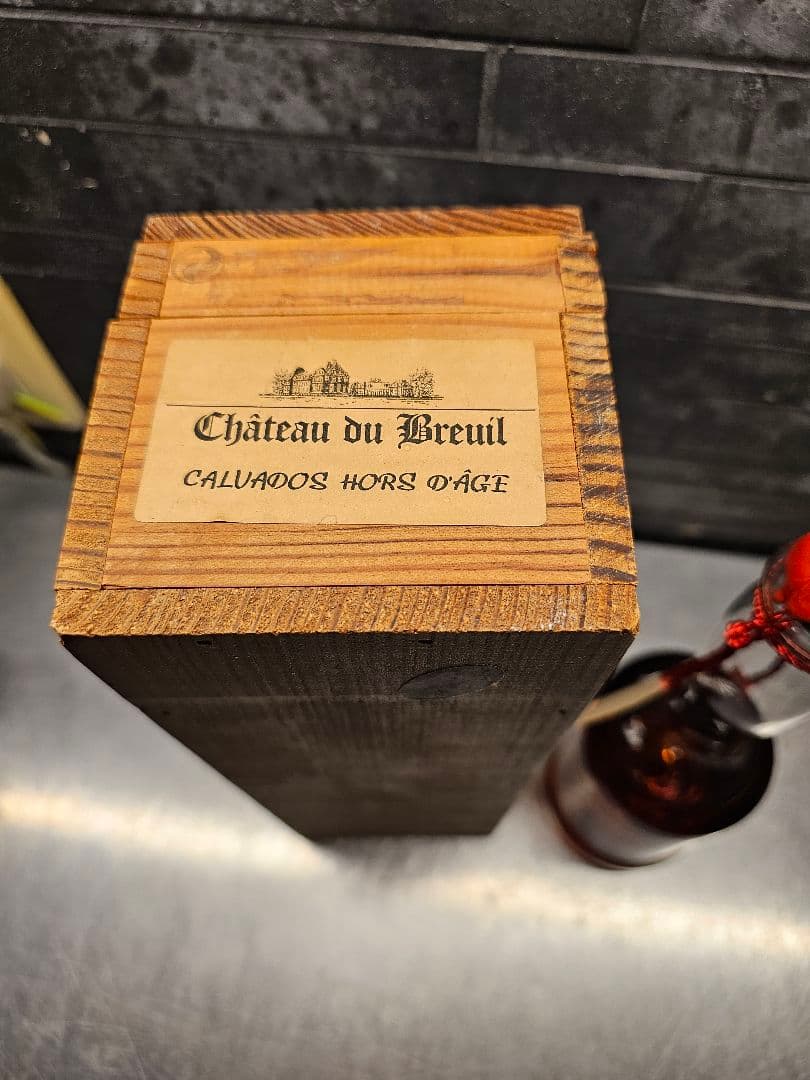 Château du Breuil
CALVADOS HORS D'ÂGE